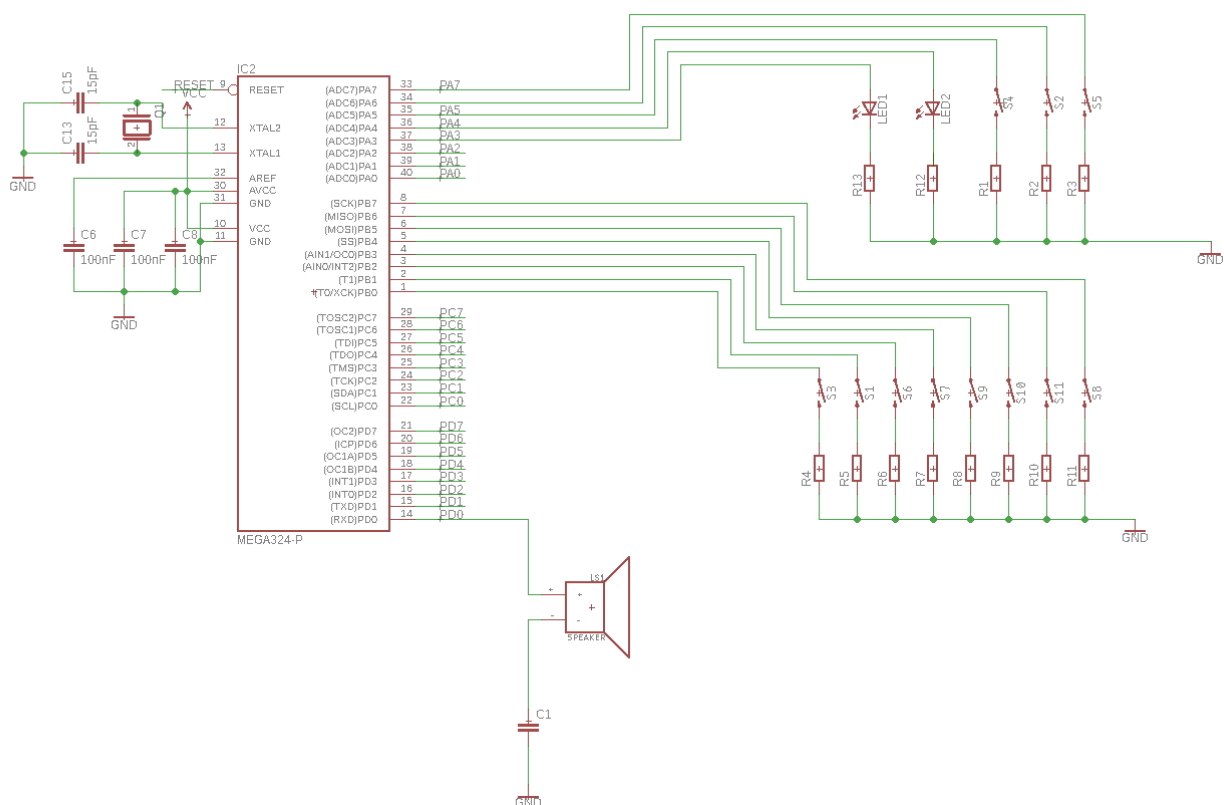 IC2
C15
15pF
Q1
1
2
C13
15pF
GND
RESET
VCC
9
RESET
12
XTAL2
13
XTAL1
32
AREF
30
AVCC
31
GND
10
VCC
11
GND
C6
100nF
C7
100nF
C8
100nF
GND
(ADC7)PA7 33 PA7
(ADC6)PA6 34
(ADC5)PA5 35 PA5
(ADC4)PA4 36 PA4
(ADC3)PA3 37 PA3
(ADC2)PA2 38 PA2
(ADC1)PA1 39 PA1
(ADC0)PA0 40 PA0
(SCK)PB7 8
(MISO)PB6 7
(MOSI)PB5 6
(SS)PB4 5
(AIN1/OC0)PB3 4
(AIN0/INT2)PB2 3
(T1)PB1 2
(T0/XCK)PB0 1
(TOSC2)PC7 29 PC7
(TOSC1)PC6 28 PC6
(TDI)PC5 27 PC5
(TDO)PC4 26 PC4
(TMS)PC3 25 PC3
(TCK)PC2 24 PC2
(SDA)PC1 23 PC1
(SCL)PC0 22 PC0
(OC2)PD7 21 PD7
(ICP)PD6 20 PD6
(OC1A)PD5 19 PD5
(OC1B)PD4 18 PD4
(INT1)PD3 17 PD3
(INT0)PD2 16 PD2
(TXD)PD1 15 PD1
(RXD)PD0 14 PD0
MEGA324-P
LED1
LED2
S4
S2
S5
R13
R12
R1
R2
R3
GND
S3
S1
S6
S7
S9
S10
S11
S8
R4
R5
R6
R7
R8
R9
R10
R11
GND
LS1
SPEAKER
C1
GND